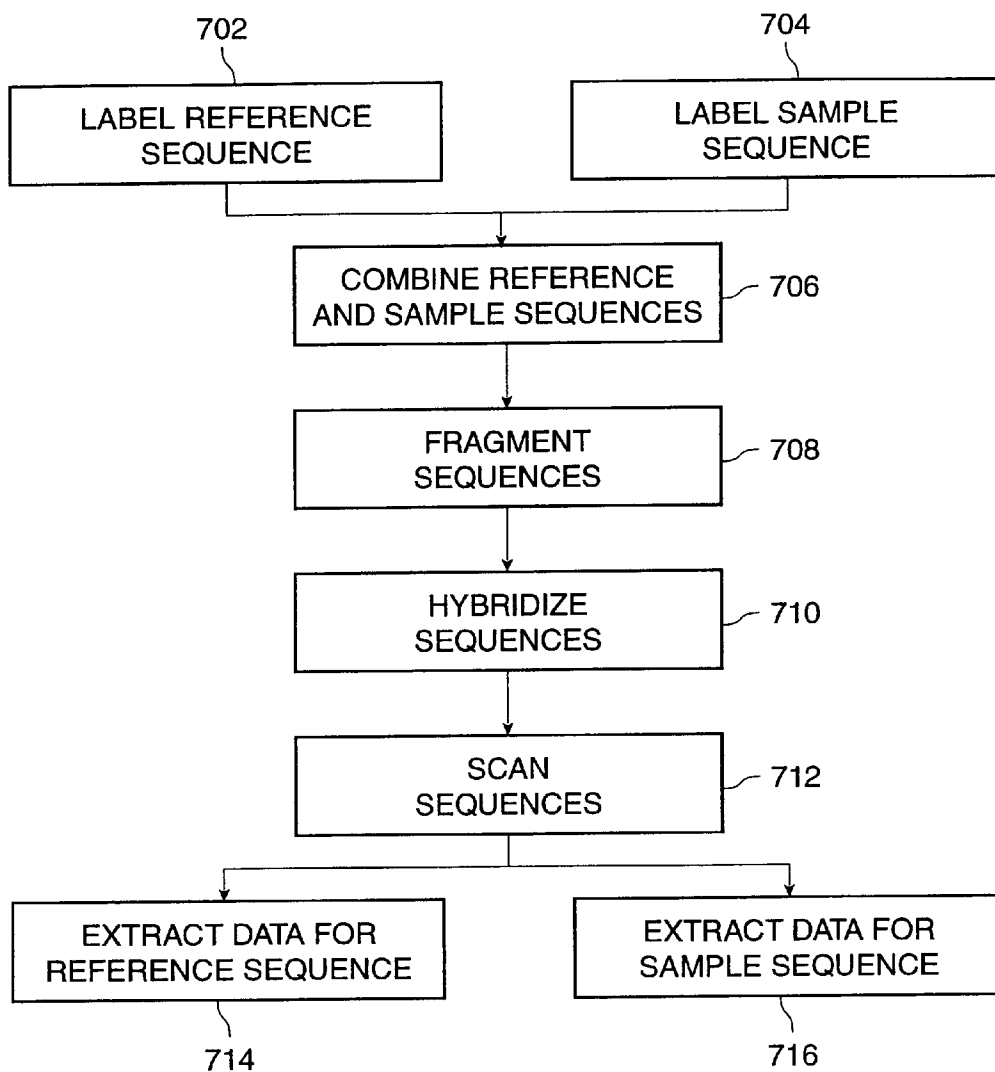 702
704
LABEL REFERENCE
SEQUENCE
LABEL SAMPLE
SEQUENCE
COMBINE REFERENCE
AND SAMPLE SEQUENCES
706
FRAGMENT
SEQUENCES
708
HYBRIDIZE
SEQUENCES
710
SCAN
SEQUENCES
712
EXTRACT DATA FOR
REFERENCE SEQUENCE
EXTRACT DATA FOR
SAMPLE SEQUENCE
714
716